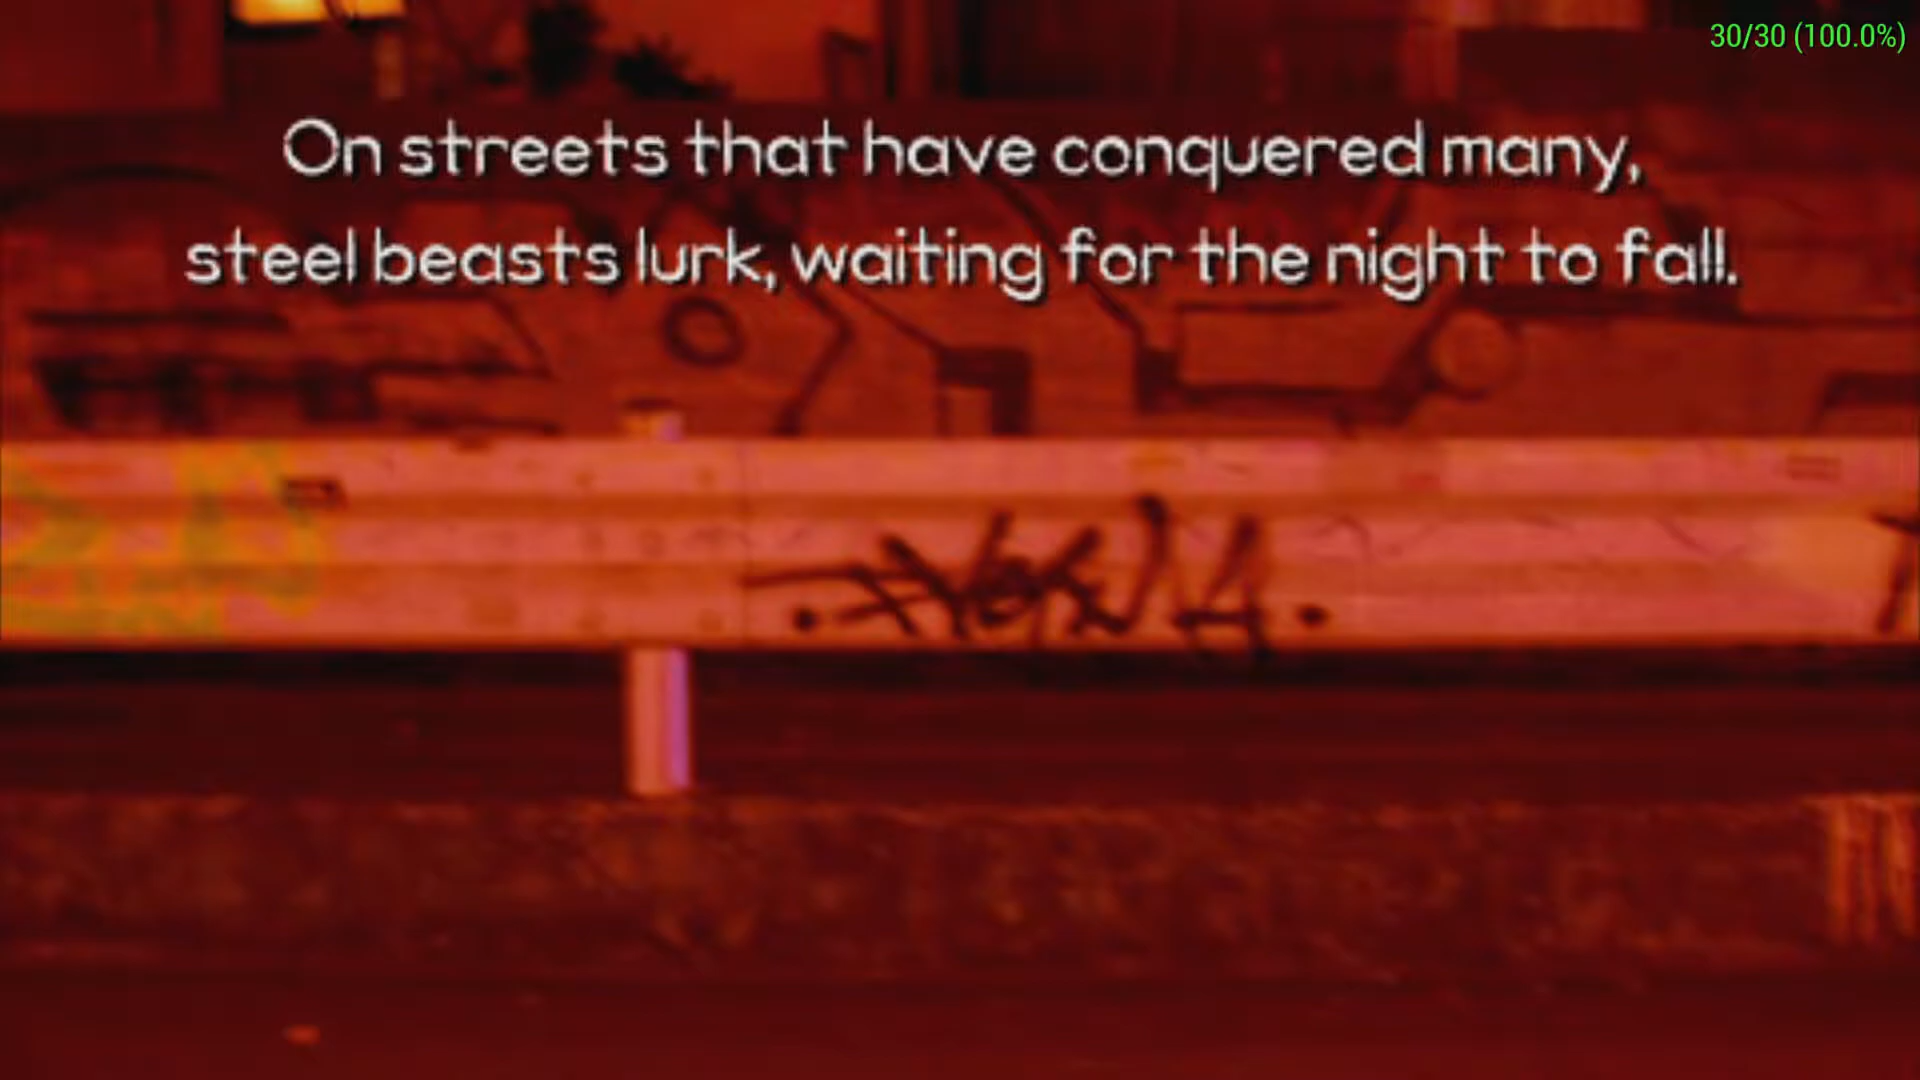 30/30 (100.0%)
On streets that have conquered many,
steel beasts lurk, waiting for the night to fall.